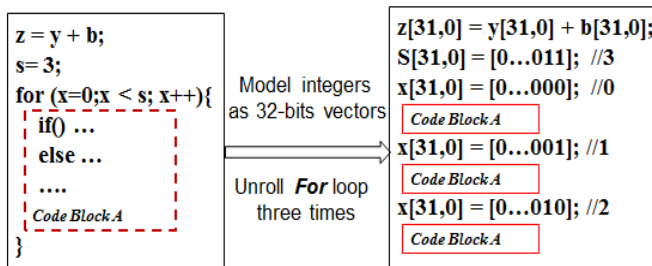 z = y + b;
s= 3;
for (x=0;x < s; x++){
if() ...
else ...
....
Code Block A
}
Model integers
as 32-bits vectors
Unroll For loop
three times
z[31,0] = y[31,0] + b[31,0];
S[31,0] = [0...011]; //3
x[31,0] = [0...000]; //0
Code Block A
x[31,0] = [0...001]; //1
Code Block A
x[31,0] = [0...010]; //2
Code Block A